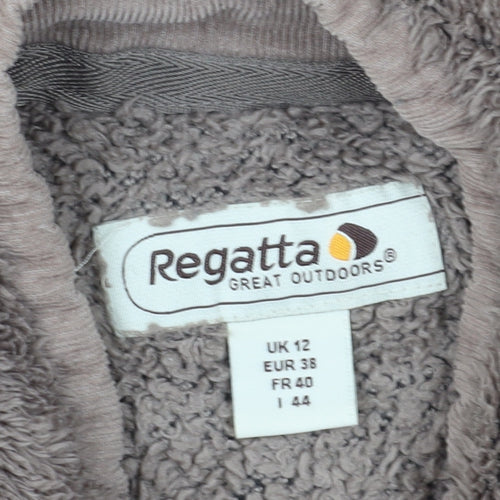 Regatta
GREAT OUTDOORS®
UK 12
EUR 38
FR 40
I 44